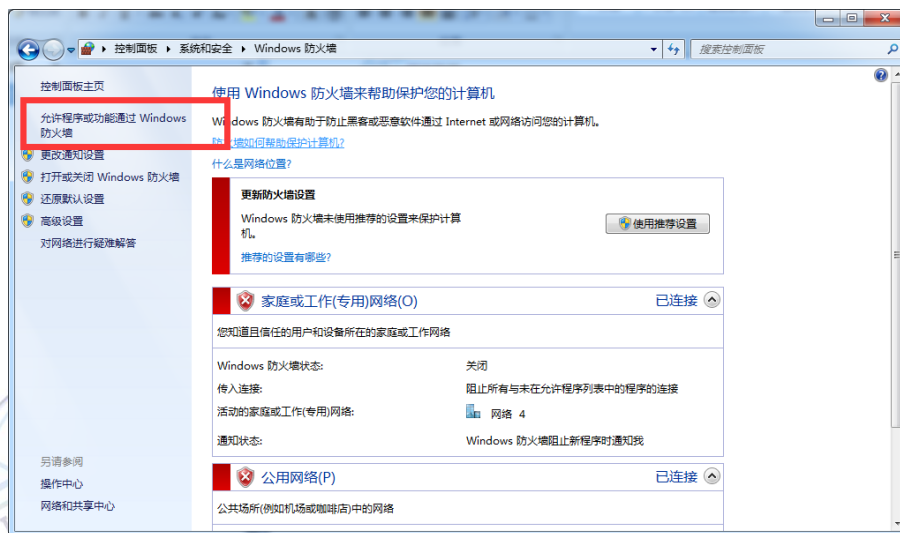 控制面板 ▸ 系统和安全 ▸ Windows 防火墙
搜索控制面板
控制面板主页
允许程序或功能通过 Windows
防火墙
更改通知设置
打开或关闭 Windows 防火墙
还原默认设置
高级设置
对网络进行疑难解答
另请参阅
操作中心
网络和共享中心
使用 Windows 防火墙来帮助保护您的计算机
Windows 防火墙有助于防止黑客或恶意软件通过 Internet 或网络访问您的计算机。
防火墙如何帮助保护计算机?
什么是网络位置?
更新防火墙设置
Windows 防火墙未使用推荐的设置来保护计算
机。
使用推荐设置
推荐的设置有哪些?
家庭或工作(专用)网络(O)
已连接
您知道且信任的用户和设备所在的家庭或工作网络
Windows 防火墙状态:
关闭
传入连接:
阻止所有与未在允许程序列表中的程序的连接
活动的家庭或工作(专用)网络:
网络 4
通知状态:
Windows 防火墙阻止新程序时通知我
公用网络(P)
已连接
公共场所(例如机场或咖啡店)中的网络